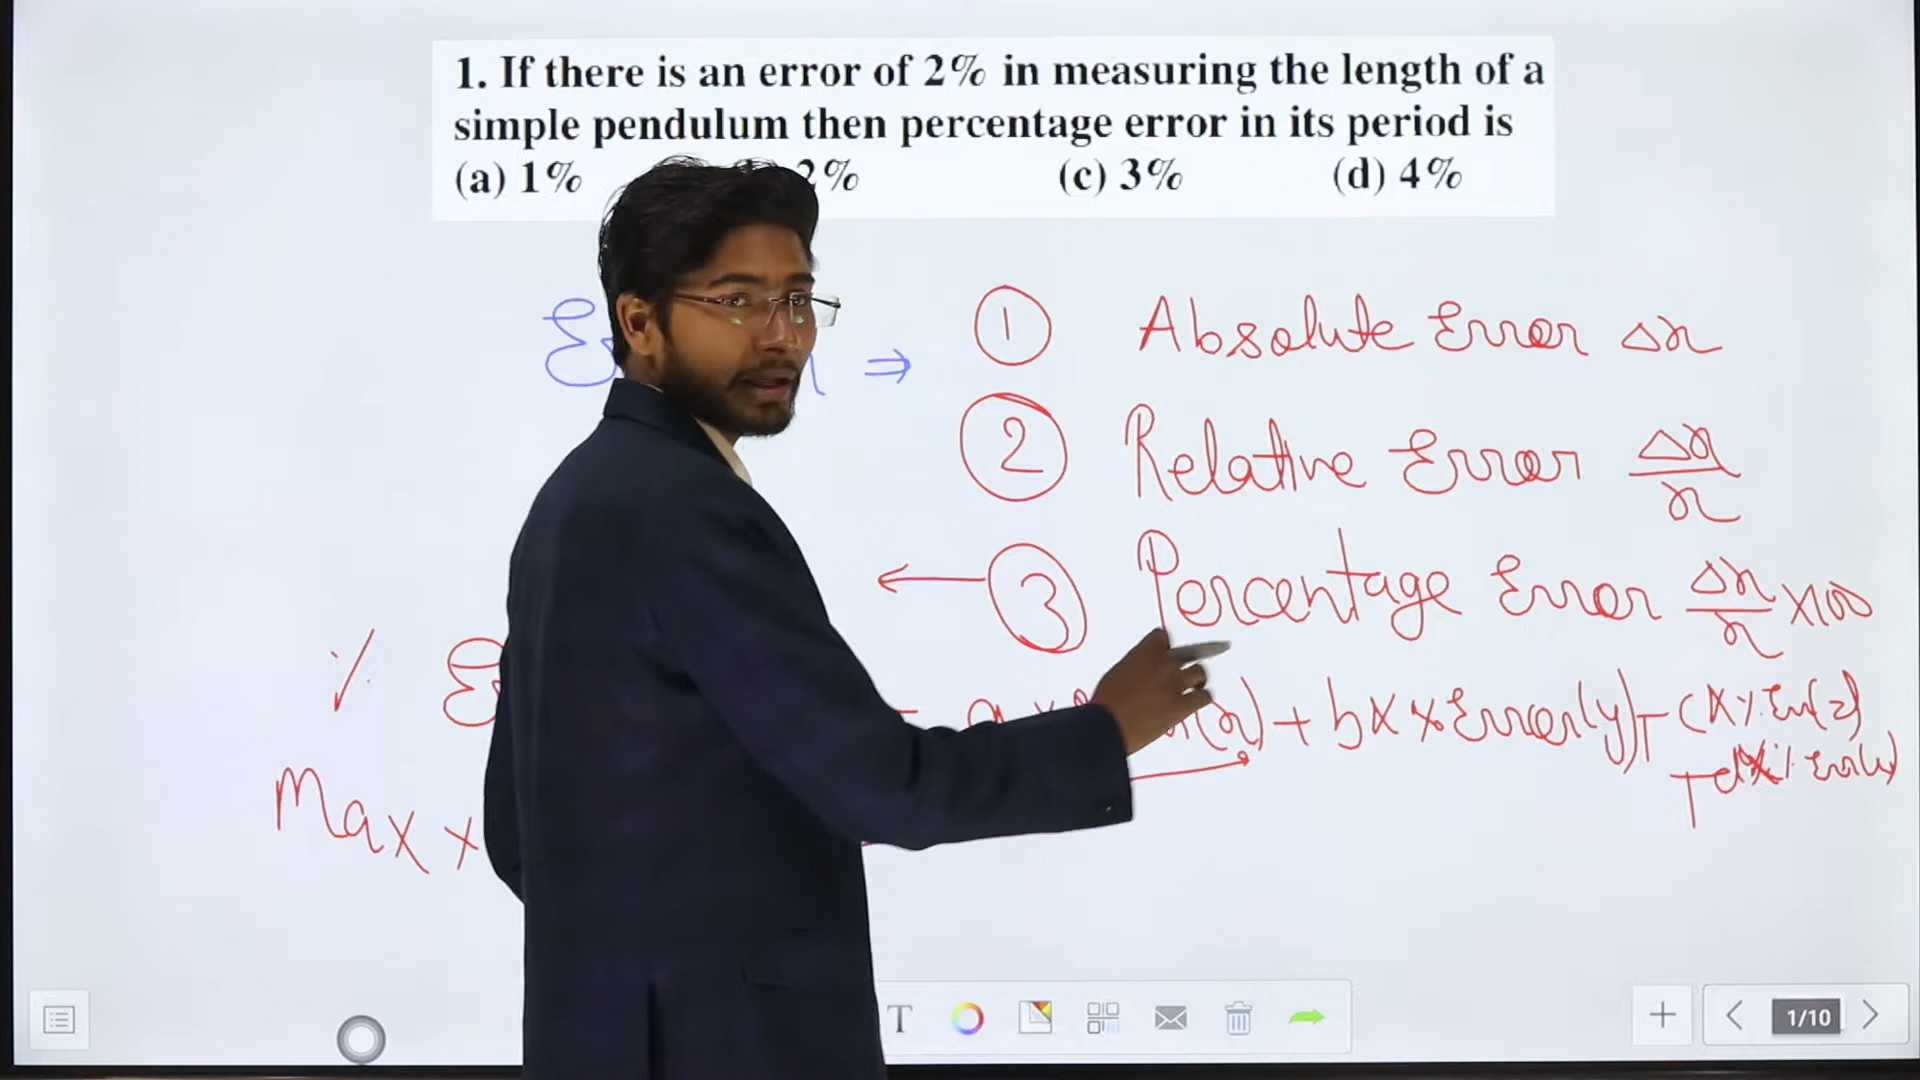 1. If there is an error of 2% in measuring the length of a
simple pendulum then percentage error in its period is
(a) 1% 2% (c) 3% (d) 4%
⇒ 1 Absolute Error Δx
2 Relative Error Δx/x
← 3 Percentage Error Δx/x ×100
% (x) + b × % Error(y) + c × % Err(z)
+ d × % Err
Max %
T
1/10